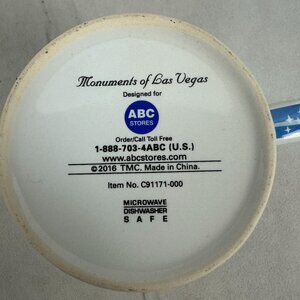 Monuments of Las Vegas
Designed for
ABC
STORES
Order/Call Toll Free
1-888-703-4ABC (U.S.)
www.abcstores.com
©2016 TMC. Made in China.
Item No. C91171-000
MICROWAVE
DISHWASHER
SAFE